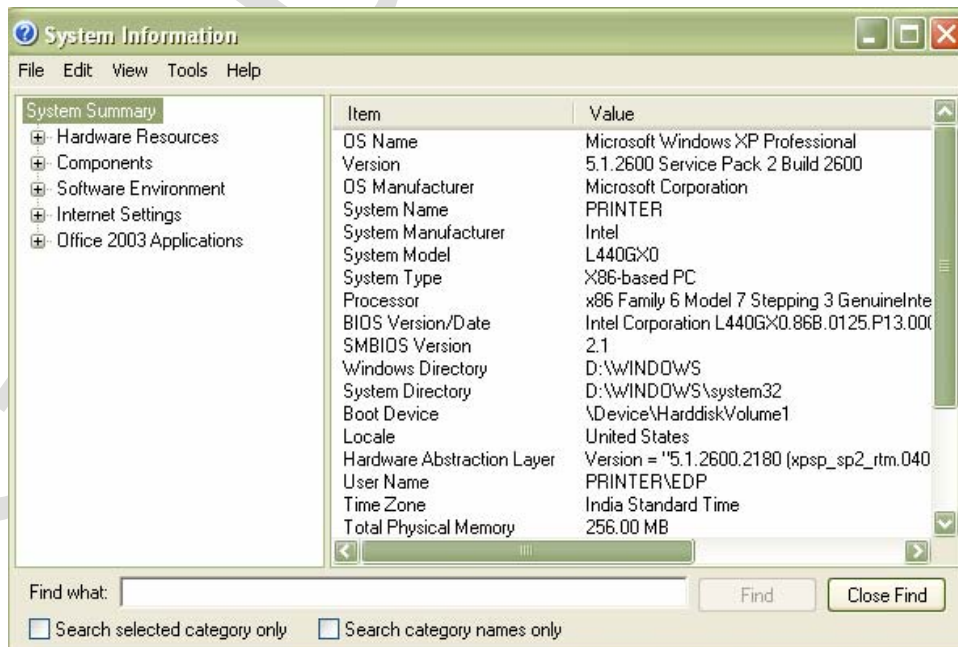 System Information
File Edit View Tools Help
System Summary
Hardware Resources
Components
Software Environment
Internet Settings
Office 2003 Applications
Item Value
OS Name Microsoft Windows XP Professional
Version 5.1.2600 Service Pack 2 Build 2600
OS Manufacturer Microsoft Corporation
System Name PRINTER
System Manufacturer Intel
System Model L440GX0
System Type X86-based PC
Processor x86 Family 6 Model 7 Stepping 3 GenuineInte
BIOS Version/Date Intel Corporation L440GX0.86B.0125.P13.000
SMBIOS Version 2.1
Windows Directory D:\WINDOWS
System Directory D:\WINDOWS\system32
Boot Device \Device\HarddiskVolume1
Locale United States
Hardware Abstraction Layer Version = "5.1.2600.2180 (xpsp_sp2_rtm.040
User Name PRINTER\EDP
Time Zone India Standard Time
Total Physical Memory 256.00 MB
Find what: Find Close Find
Search selected category only Search category names only